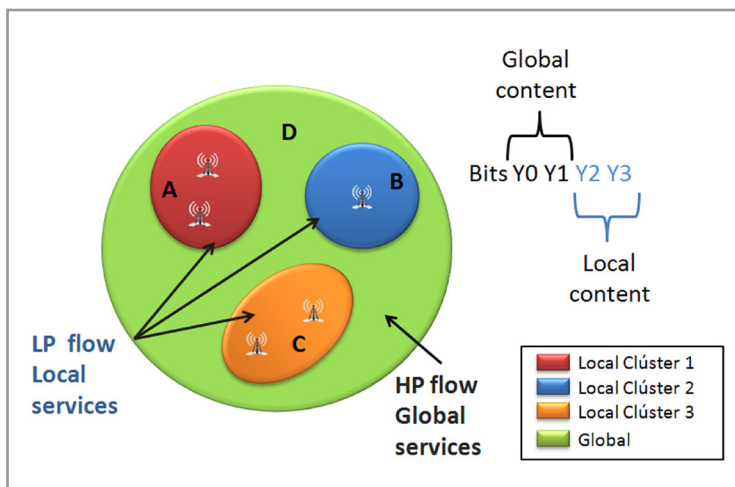 Global
content
D
A
B
Bits Y0 Y1 Y2 Y3
Local
content
C
LP flow
Local
services
HP flow
Global
services
Local Clúster 1
Local Clúster 2
Local Clúster 3
Global